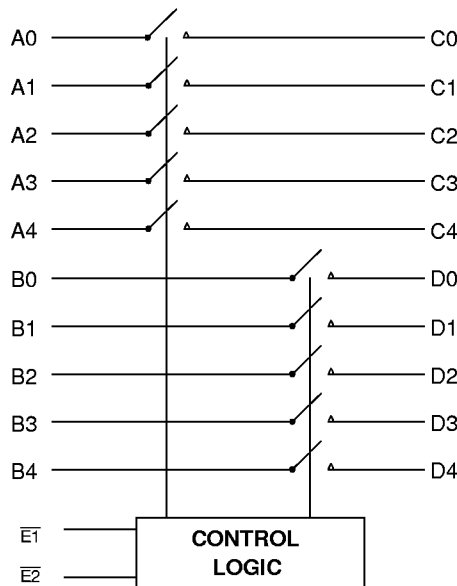 A0 C0
A1 C1
A2 C2
A3 C3
A4 C4
B0 D0
B1 D1
B2 D2
B3 D3
B4 D4
E1
E2
CONTROL
LOGIC